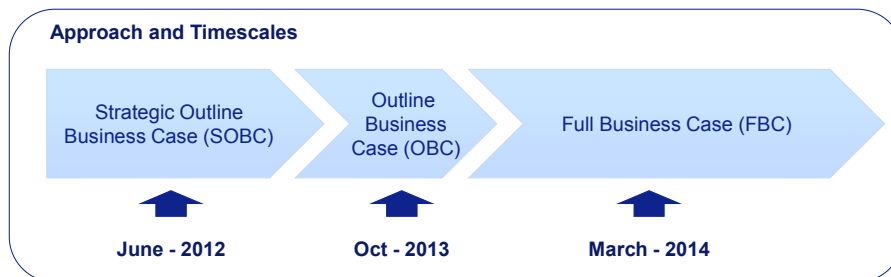 Approach and Timescales
Strategic Outline
Business Case (SOBC)
Outline
Business
Case (OBC)
Full Business Case (FBC)
June - 2012
Oct - 2013
March - 2014